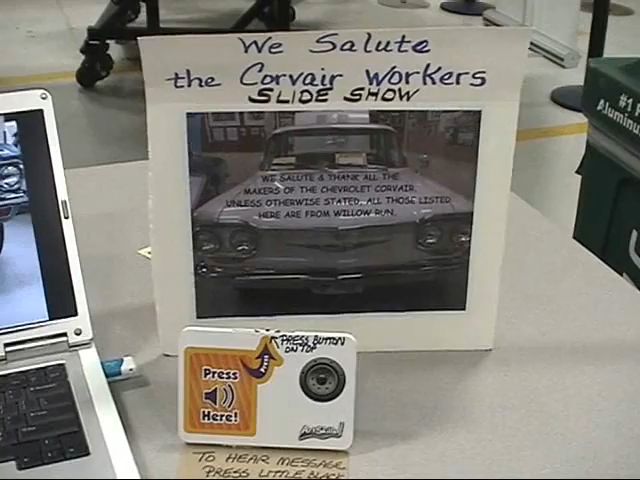 We Salute
the Corvair Workers
SLIDE SHOW
WE SALUTE & THANK ALL THE
MAKERS OF THE CHEVROLET CORVAIR.
UNLESS OTHERWISE STATED, ALL THOSE LISTED
HERE ARE FROM WILLOW RUN.
PRESS BUTTON
ON TOP
Press
Here!
ArtSkills
TO HEAR MESSAGE
PRESS LITTLE BLACK
#1
Aluminu